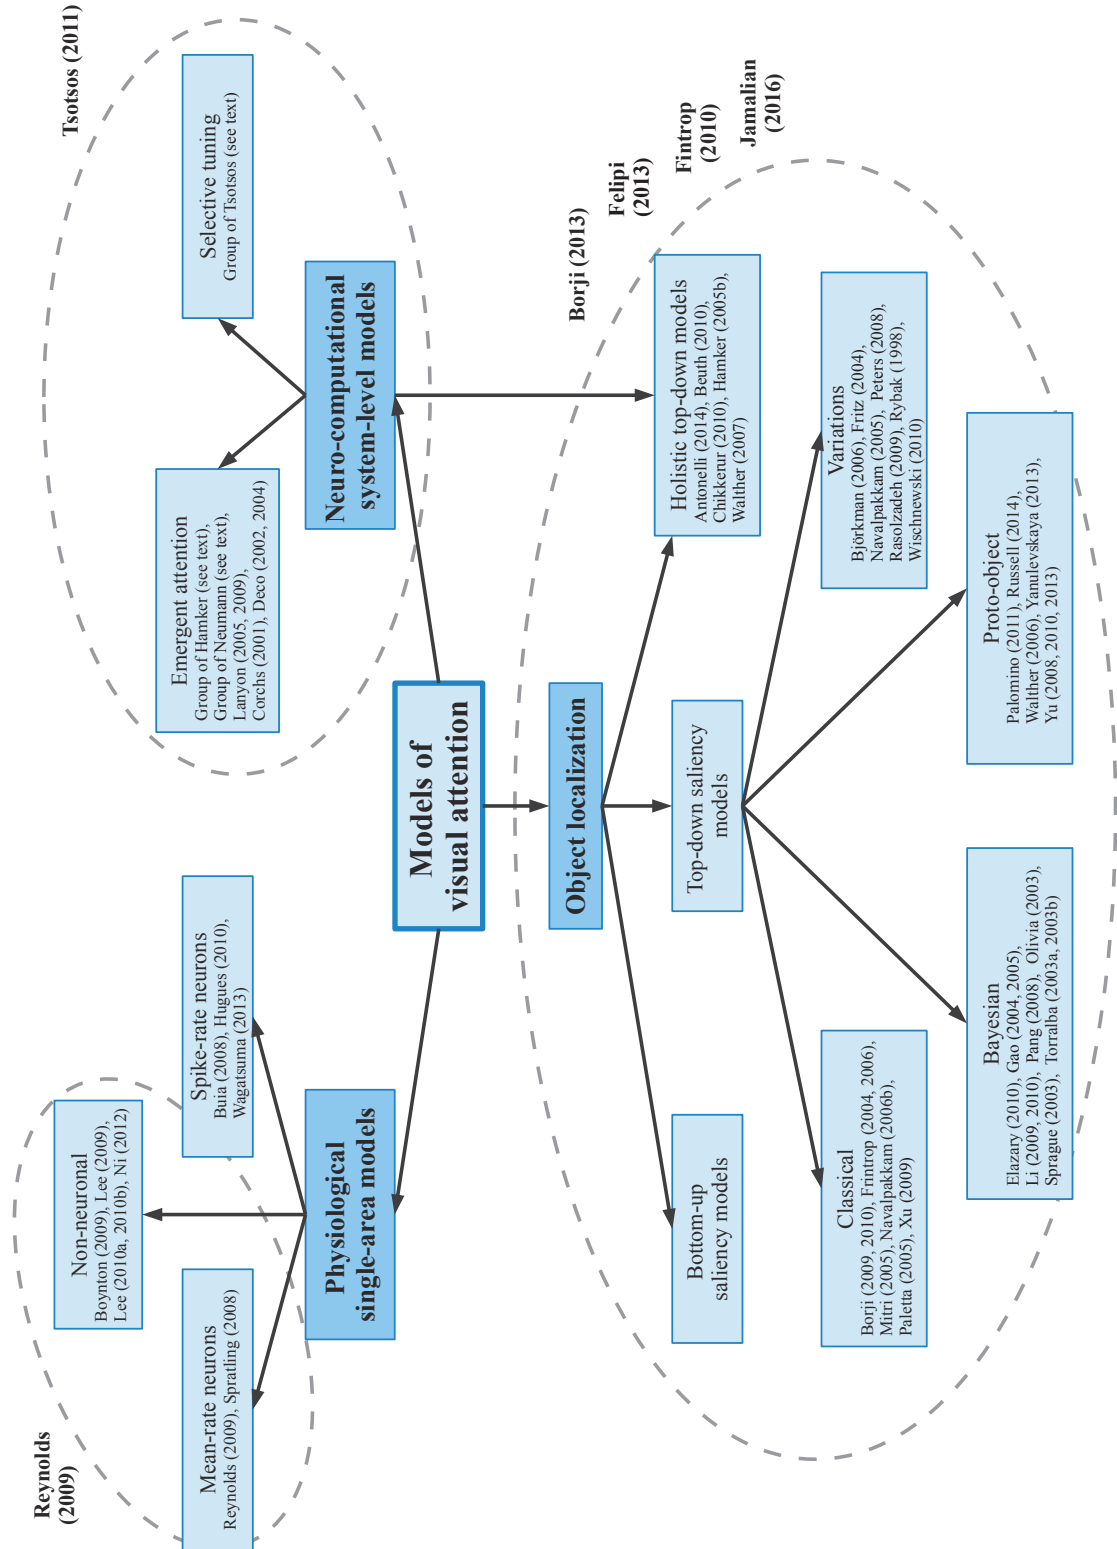 Reynolds
(2009)
Tsotsos (2011)
Non-neuronal
Boynton (2009), Lee (2009),
Lee (2010a, 2010b), Ni (2012)
Mean-rate neurons
Reynolds (2009), Spratling (2008)
Spike-rate neurons
Buia (2008), Hugues (2010),
Wagatsuma (2013)
Emergent attention
Group of Hamker (see text),
Group of Neumann (see text),
Lanyon (2005, 2009),
Corchs (2001), Deco (2002, 2004)
Selective tuning
Group of Tsotsos (see text)
Physiological
single-area models
Neuro-computational
system-level models
Models of
visual attention
Object localization
Borji (2013)
Felipi
(2013)
Fintrop
(2010)
Jamalian
(2016)
Bottom-up
saliency models
Top-down saliency
models
Holistic top-down models
Antonelli (2014), Beuth (2010),
Chikkerur (2010), Hamker (2005b),
Walther (2007)
Classical
Borji (2009, 2010), Frintrop (2004, 2006),
Mitri (2005), Navalpakkam (2006b),
Paletta (2005), Xu (2009)
Variations
Björkman (2006), Fritz (2004),
Navalpakkam (2005), Peters (2008),
Rasolzadeh (2009), Rybak (1998),
Wischnewski (2010)
Bayesian
Elazary (2010), Gao (2004, 2005),
Li (2009, 2010), Pang (2008), Olivia (2003),
Sprague (2003), Torralba (2003a, 2003b)
Proto-object
Palomino (2011), Russell (2014),
Walther (2006), Yanulevskaya (2013),
Yu (2008, 2010, 2013)